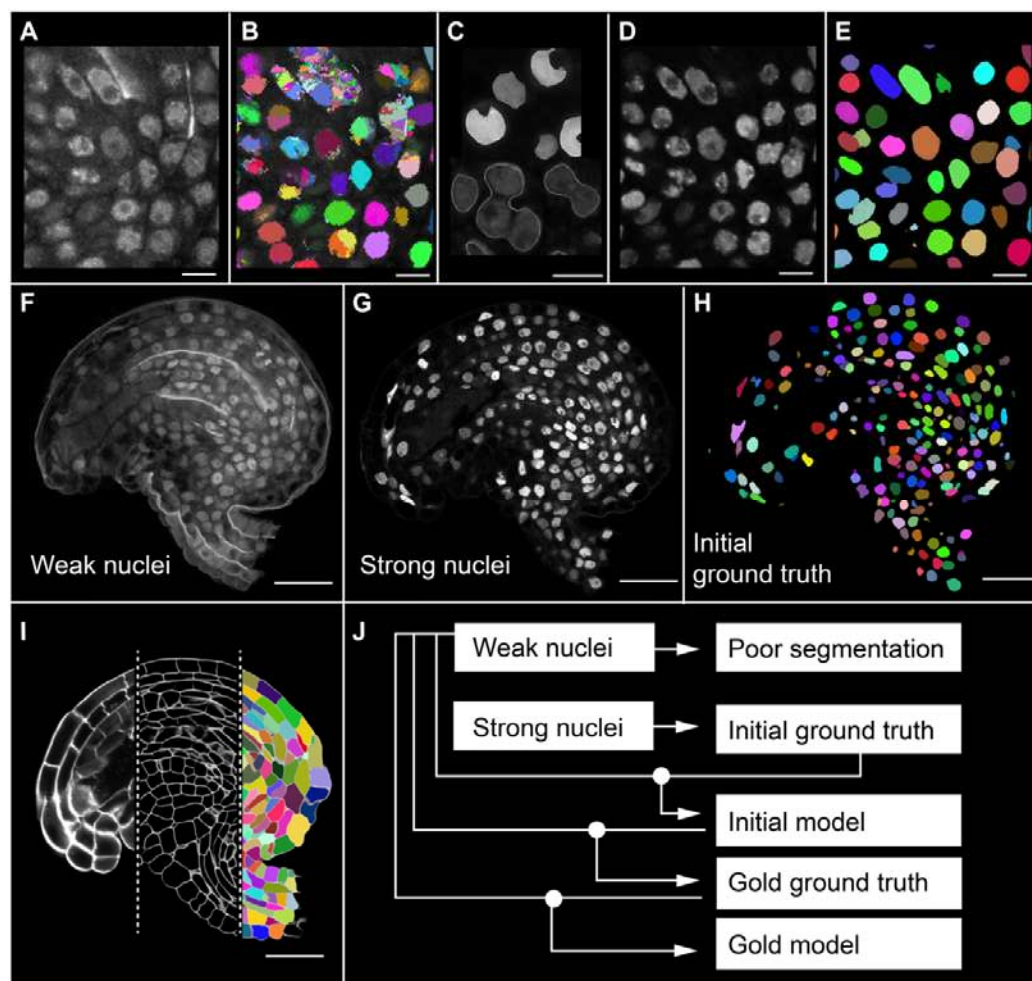 A
B
C
D
E
F
Weak nuclei
G
Strong nuclei
H
Initial
ground truth
I
J
Weak nuclei
Poor segmentation
Strong nuclei
Initial ground truth
Initial model
Gold ground truth
Gold model